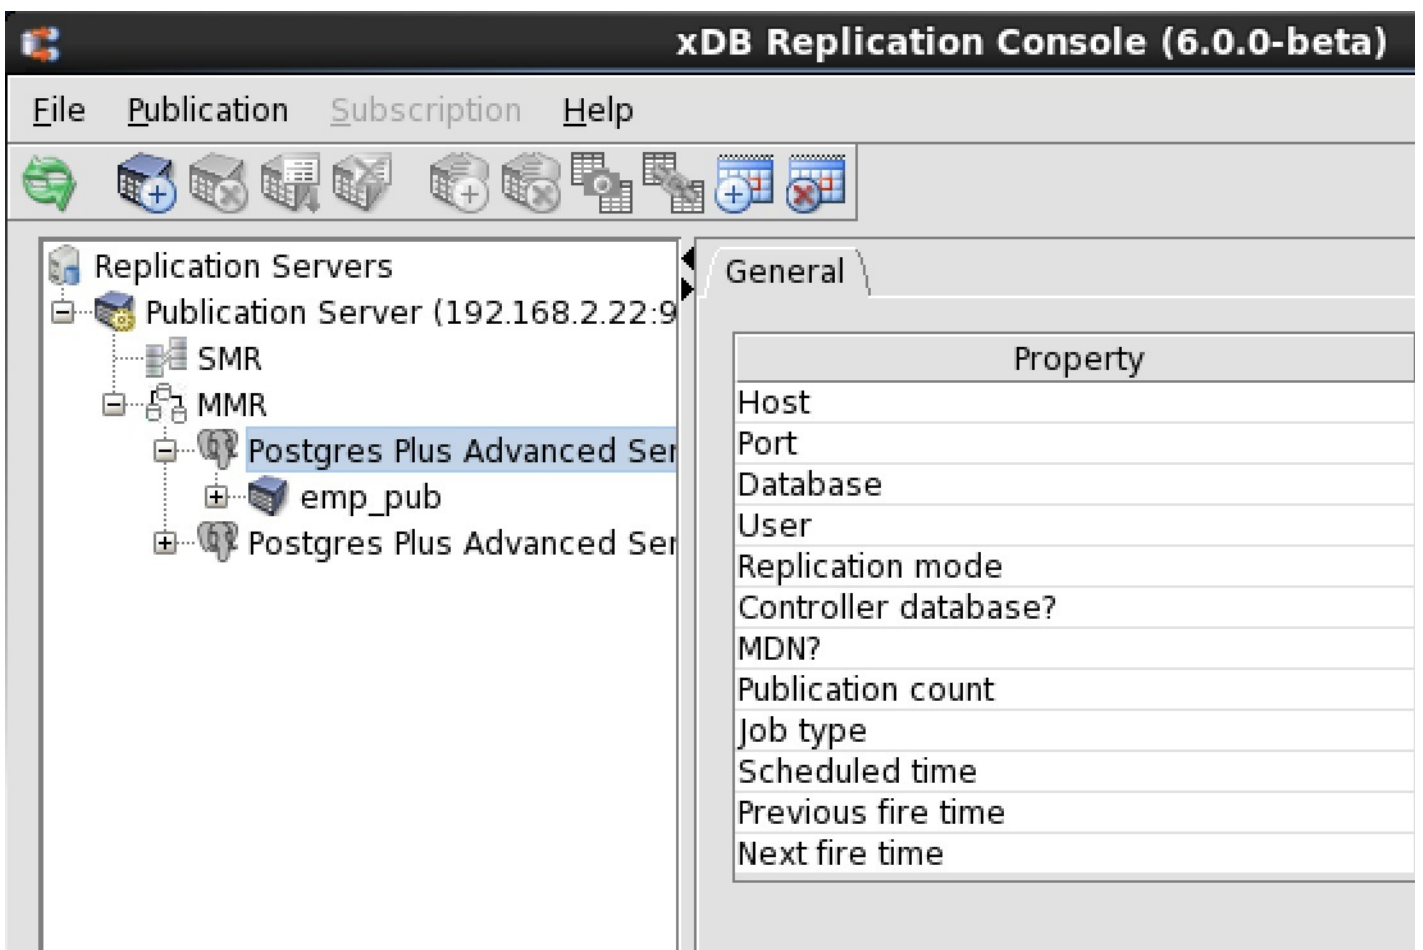 xDB Replication Console (6.0.0-beta)
File Publication Subscription Help
Replication Servers
Publication Server (192.168.2.22:9
SMR
MMR
Postgres Plus Advanced Ser
emp_pub
Postgres Plus Advanced Ser
General
Property
Host
Port
Database
User
Replication mode
Controller database?
MDN?
Publication count
Job type
Scheduled time
Previous fire time
Next fire time